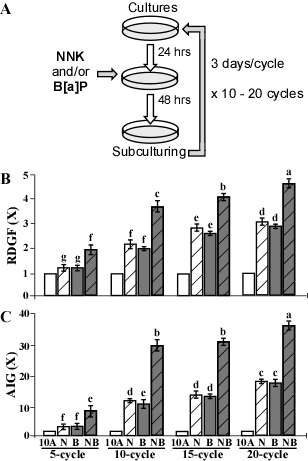 A
Cultures
24 hrs
NNK
and/or
B[a]P
3 days/cycle
x 10 - 20 cycles
48 hrs
Subculturing
B
RDGF (X)
5
4
3
2
1
0
g g f
f f c
e e b
d d a
C
AIG (X)
40
30
20
10
0
f f e
d d b
d d b
c c a
10A N B NB 10A N B NB 10A N B NB 10A N B NB
5-cycle 10-cycle 15-cycle 20-cycle